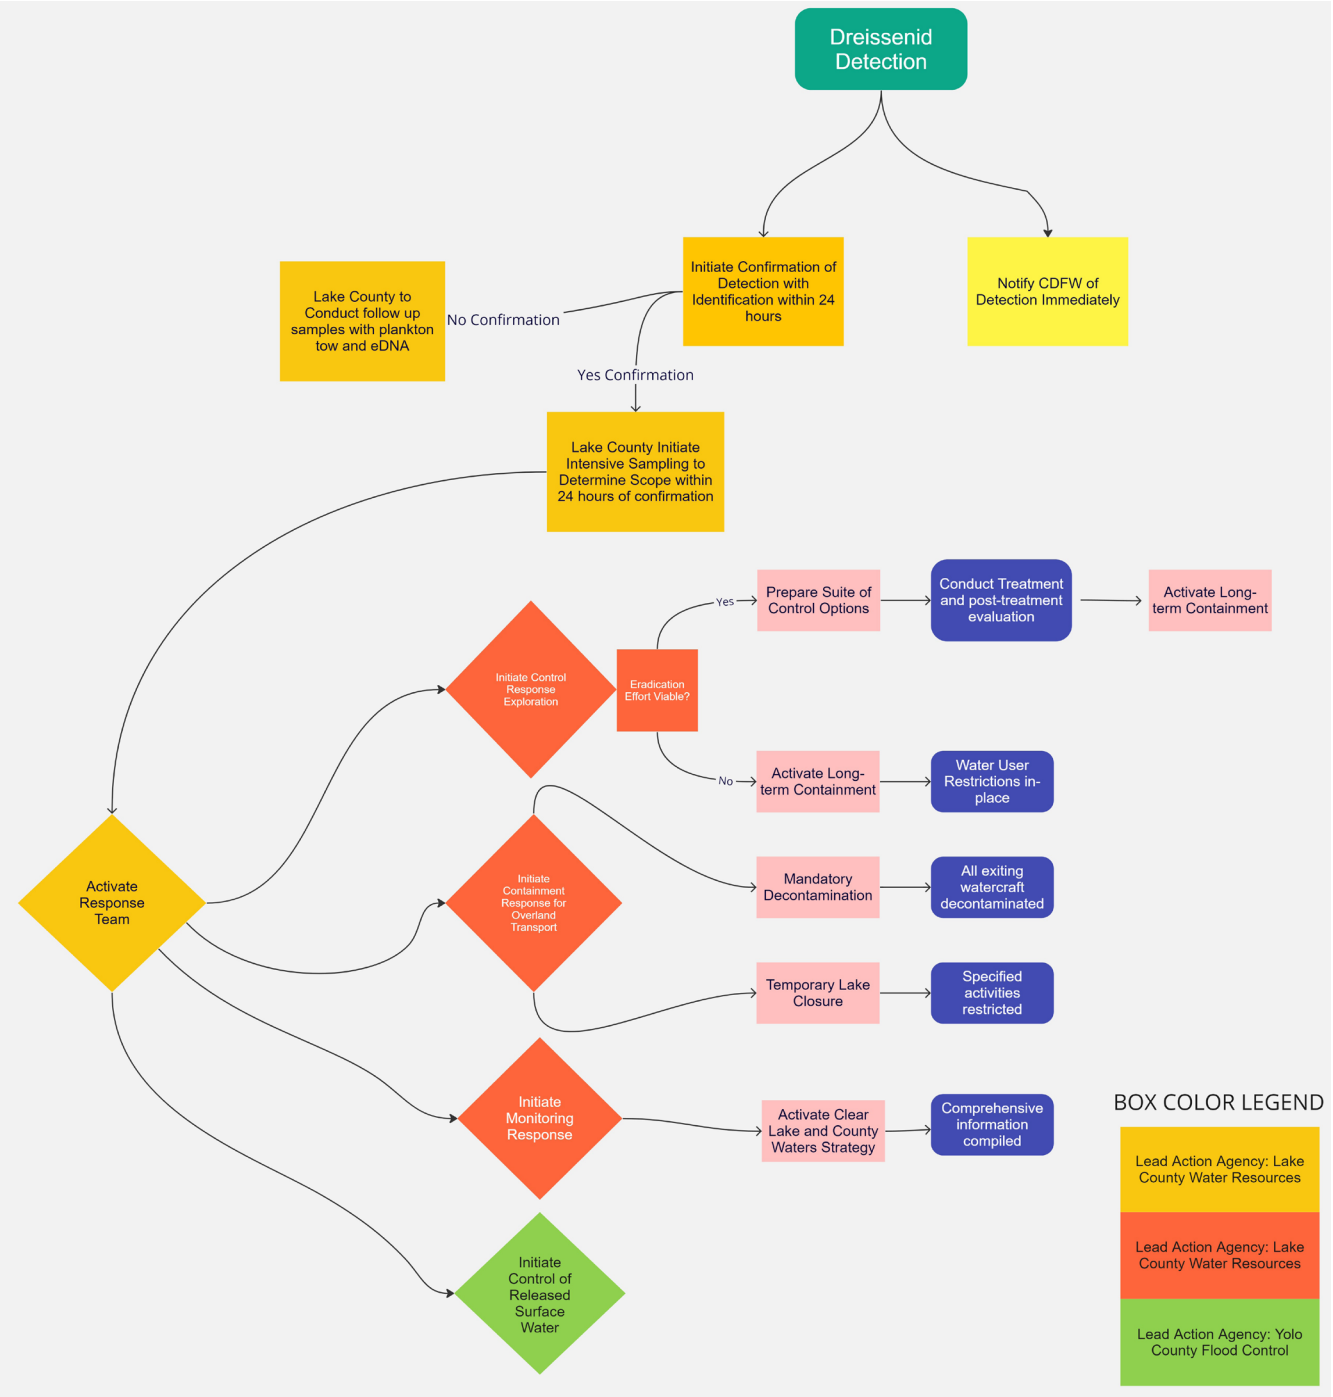 Dreissenid
Detection
Initiate Confirmation of
Detection with
Identification within 24
hours
Notify CDFW of
Detection Immediately
Lake County to
Conduct follow up
samples with plankton
tow and eDNA
No Confirmation
Yes Confirmation
Lake County Initiate
Intensive Sampling to
Determine Scope within
24 hours of confirmation
Activate
Response
Team
Initiate Control
Response
Exploration
Eradication
Effort Viable?
Yes
Prepare Suite of
Control Options
Conduct Treatment
and post-treatment
evaluation
Activate Long-
term Containment
No
Activate Long-
term Containment
Water User
Restrictions in-
place
Initiate
Containment
Response for
Overland
Transport
Mandatory
Decontamination
All exiting
watercraft
decontaminated
Temporary Lake
Closure
Specified
activities
restricted
Initiate
Monitoring
Response
Activate Clear
Lake and County
Waters Strategy
Comprehensive
information
compiled
Initiate
Control of
Released
Surface
Water
BOX COLOR LEGEND
Lead Action Agency: Lake
County Water Resources
Lead Action Agency: Lake
County Water Resources
Lead Action Agency: Yolo
County Flood Control